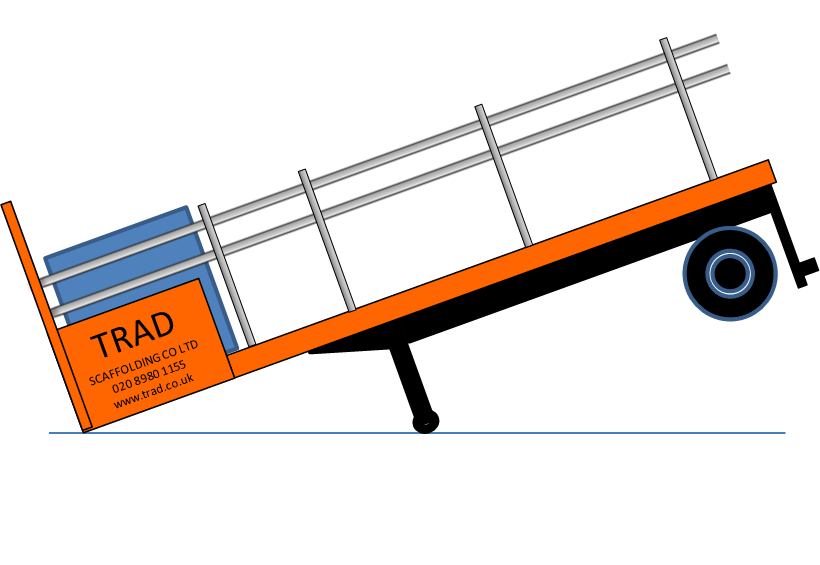 TRAD
SCAFFOLDING CO LTD
020 8980 1155
www.trad.co.uk